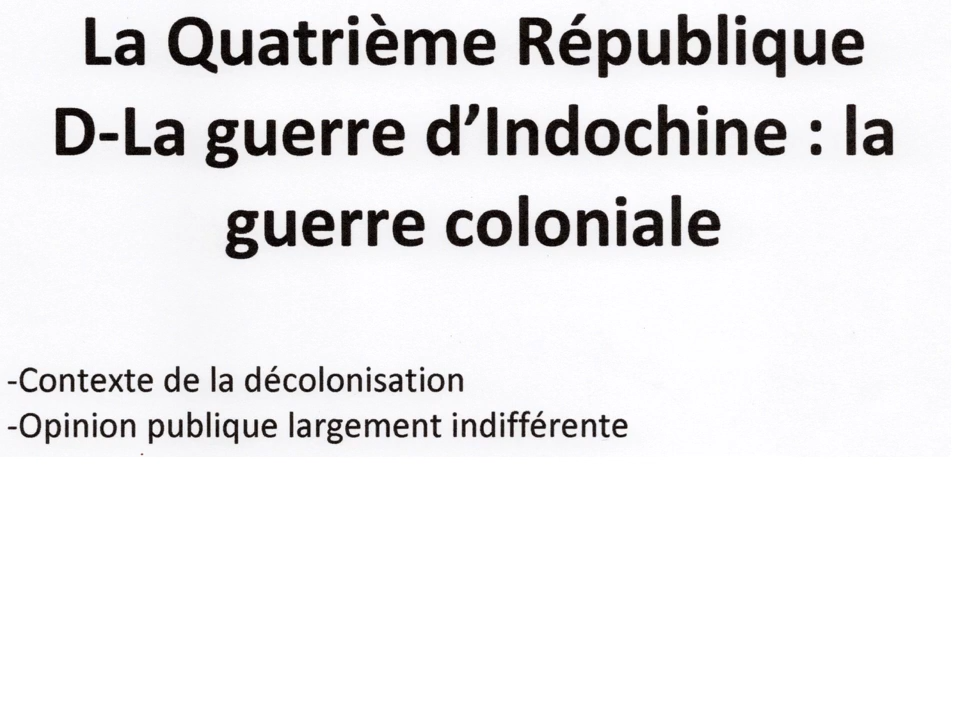 La Quatrième République
D-La guerre d’Indochine : la
guerre coloniale
-Contexte de la décolonisation
-Opinion publique largement indifférente